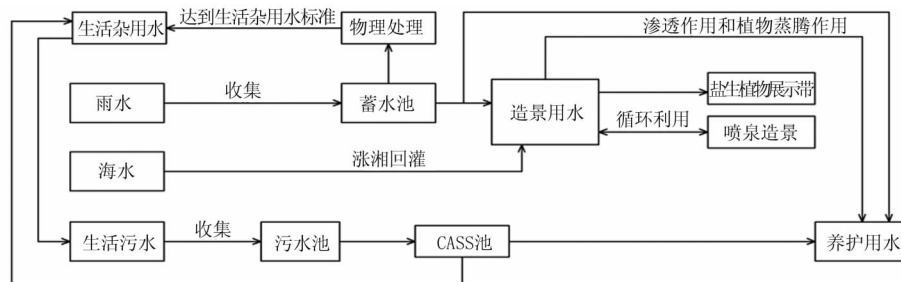 生活杂用水
达到生活杂用水标准
物理处理
渗透作用和植物蒸腾作用
雨水
收集
蓄水池
造景用水
盐生植物展示带
循环利用
喷泉造景
海水
涨湘回灌
生活污水
收集
污水池
CASS池
养护用水